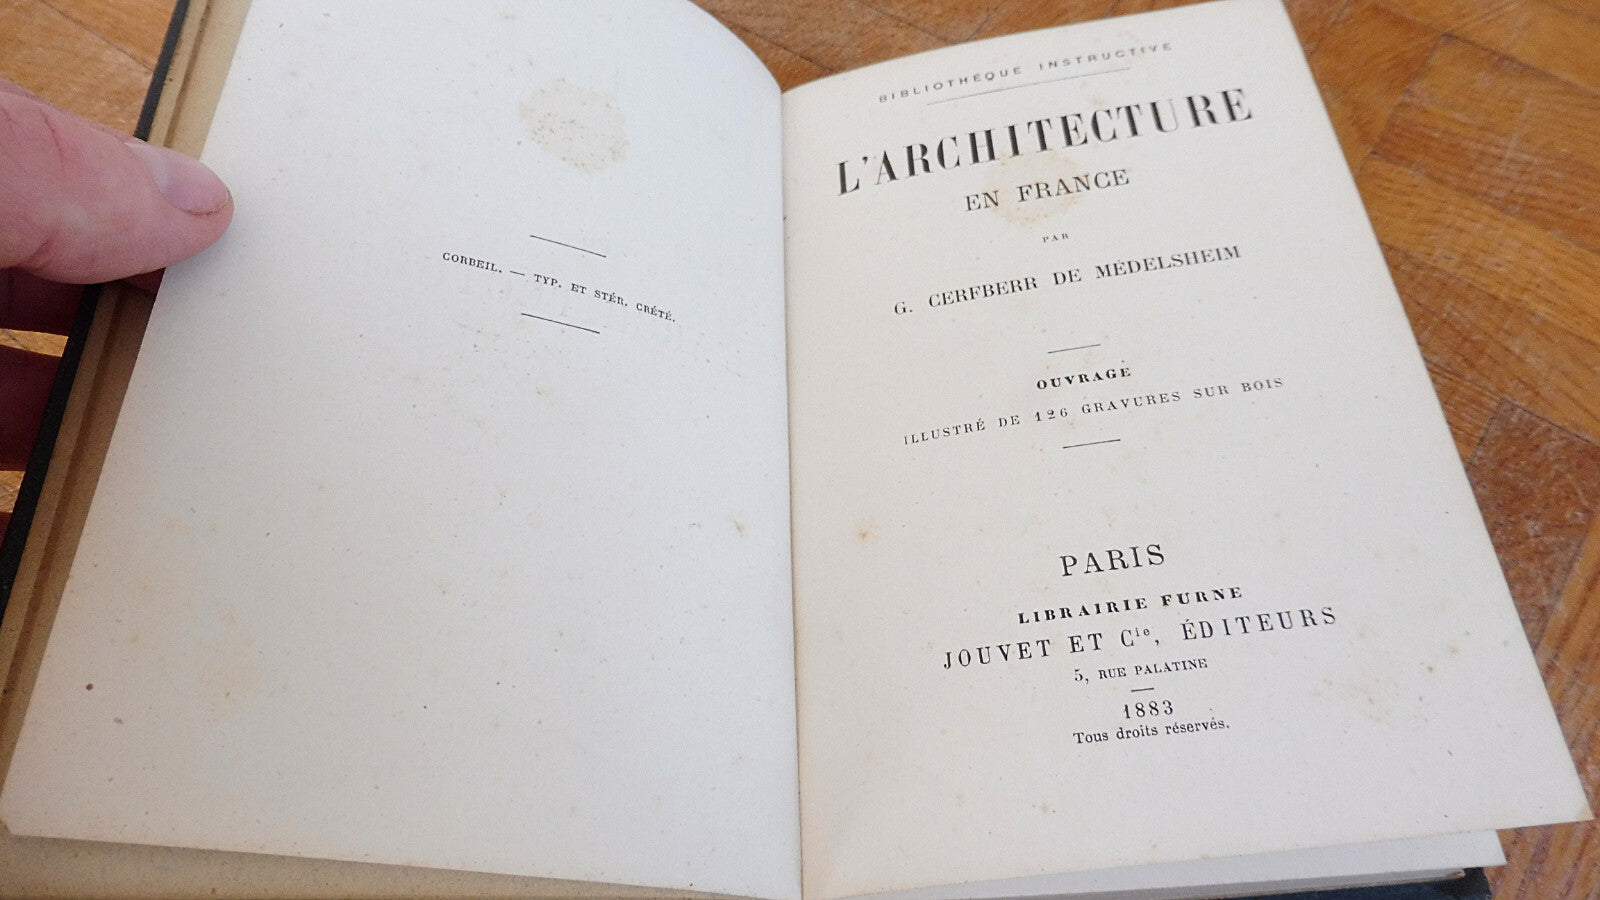 CORBEIL. — TYP. ET STÉR. CRÉTÉ.
BIBLIOTHÈQUE INSTRUCTIVE
L'ARCHITECTURE
EN FRANCE
PAR
G. CERFBERR DE MÉDELSHEIM
OUVRAGE
ILLUSTRÉ DE 126 GRAVURES SUR BOIS
PARIS
LIBRAIRIE FURNE
JOUVET ET Cie, ÉDITEURS
5, RUE PALATINE
1883
Tous droits réservés.